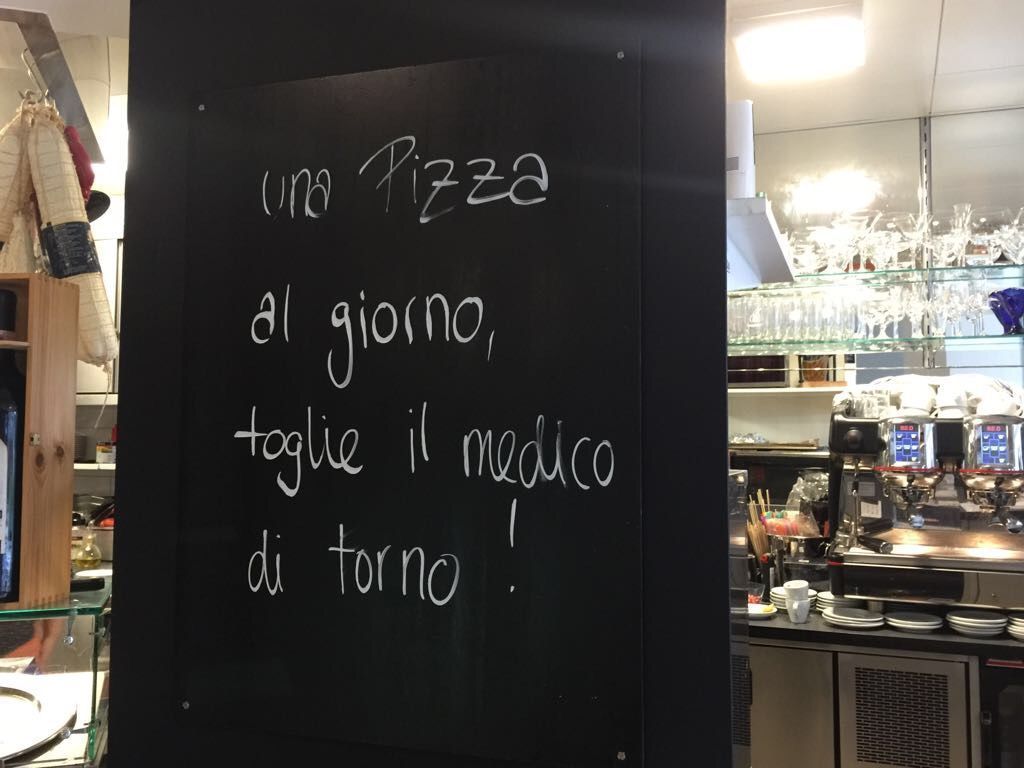 una Pizza
al giorno,
toglie il medico
di torno !